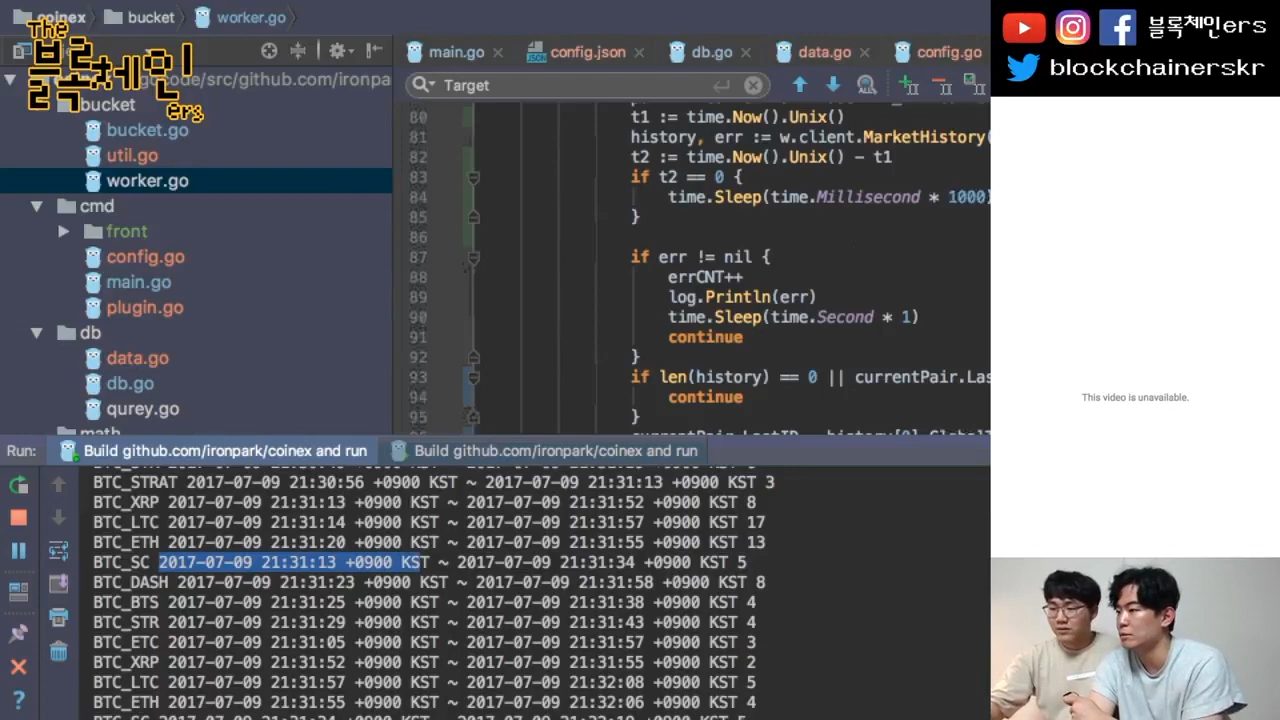 coinex
bucket
worker.go
The
블록체인
ers
code/src/github.com/ironpa
bucket
bucket.go
util.go
worker.go
cmd
front
config.go
main.go
plugin.go
db
data.go
db.go
qurey.go
math
main.go
config.json
db.go
data.go
config.go
Target
80 t1 := time.Now().Unix()
81 history, err := w.client.MarketHistory(
82 t2 := time.Now().Unix() - t1
83 if t2 == 0 {
84 time.Sleep(time.Millisecond * 1000)
85 }
86
87 if err != nil {
88 errCNT++
89 log.Println(err)
90 time.Sleep(time.Second * 1)
91 continue
92 }
93 if len(history) == 0 || currentPair.Las
94 continue
95 }
Run:
Build github.com/ironpark/coinex and run
Build github.com/ironpark/coinex and run
BTC_STRAT 2017-07-09 21:30:56 +0900 KST ~ 2017-07-09 21:31:13 +0900 KST 3
BTC_XRP 2017-07-09 21:31:13 +0900 KST ~ 2017-07-09 21:31:52 +0900 KST 8
BTC_LTC 2017-07-09 21:31:14 +0900 KST ~ 2017-07-09 21:31:57 +0900 KST 17
BTC_ETH 2017-07-09 21:31:20 +0900 KST ~ 2017-07-09 21:31:55 +0900 KST 13
BTC_SC 2017-07-09 21:31:13 +0900 KST ~ 2017-07-09 21:31:34 +0900 KST 5
BTC_DASH 2017-07-09 21:31:23 +0900 KST ~ 2017-07-09 21:31:58 +0900 KST 8
BTC_BTS 2017-07-09 21:31:25 +0900 KST ~ 2017-07-09 21:31:38 +0900 KST 4
BTC_STR 2017-07-09 21:31:29 +0900 KST ~ 2017-07-09 21:31:43 +0900 KST 4
BTC_ETC 2017-07-09 21:31:05 +0900 KST ~ 2017-07-09 21:31:57 +0900 KST 3
BTC_XRP 2017-07-09 21:31:52 +0900 KST ~ 2017-07-09 21:31:55 +0900 KST 2
BTC_LTC 2017-07-09 21:31:57 +0900 KST ~ 2017-07-09 21:32:08 +0900 KST 5
BTC_ETH 2017-07-09 21:31:55 +0900 KST ~ 2017-07-09 21:32:06 +0900 KST 4
블록체인ers
blockchainerskr
This video is unavailable.